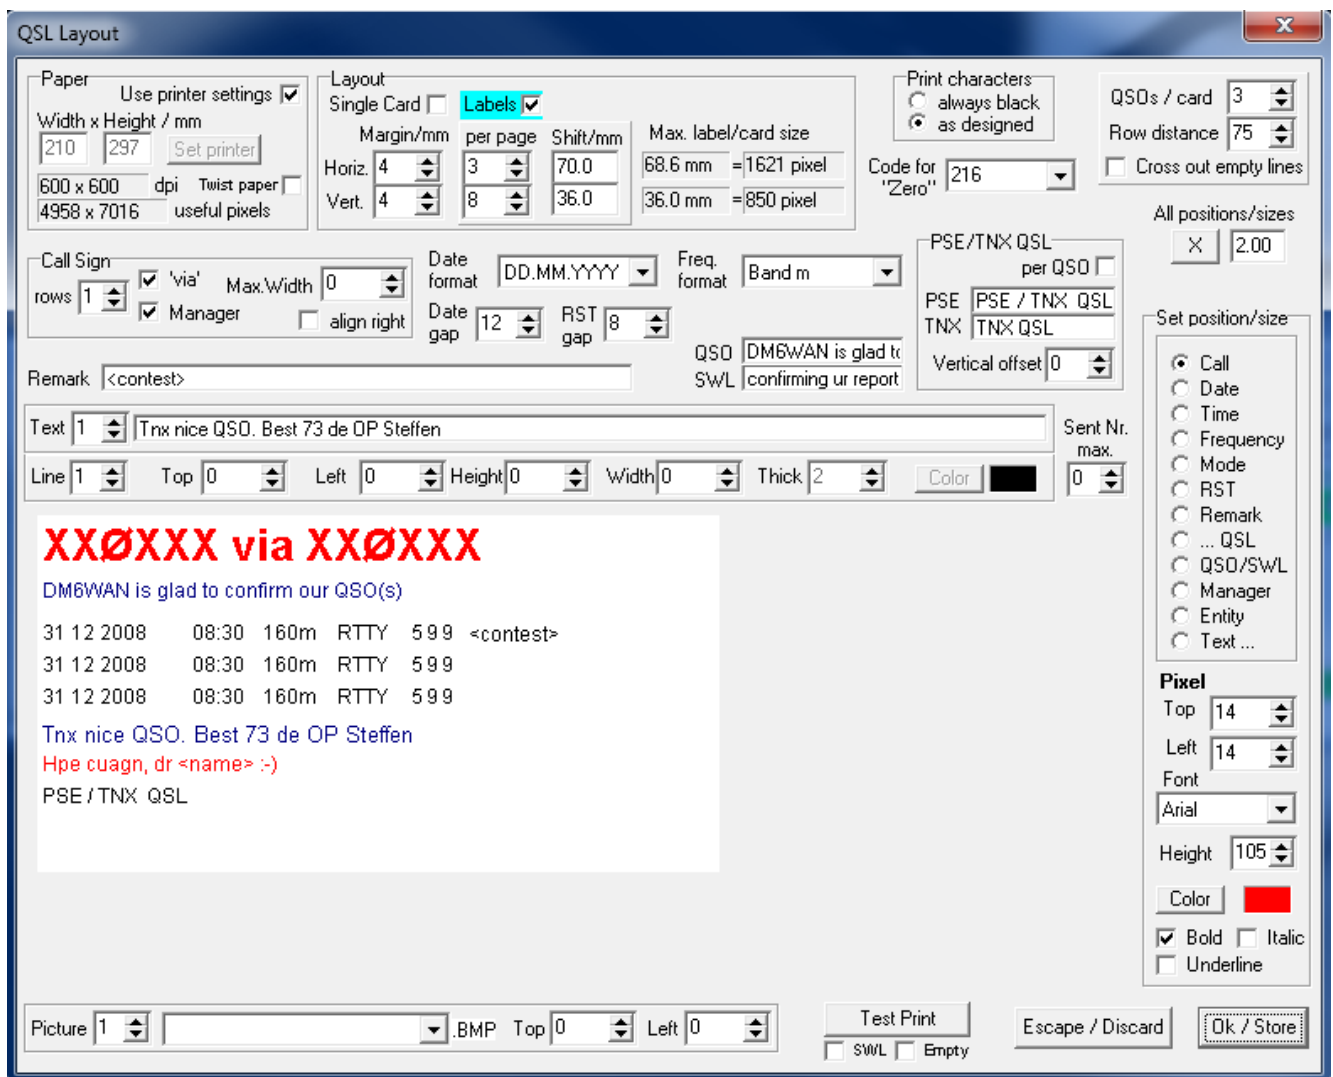 QSL Layout
Paper
Use printer settings
Width x Height / mm
210 297 Set printer
600 x 600 dpi Twist paper
4958 x 7016 useful pixels
Layout
Single Card Labels
Margin/mm per page Shift/mm Max. label/card size
Horiz. 4 3 70.0 68.6 mm =1621 pixel
Vert. 4 8 36.0 36.0 mm =850 pixel
Print characters
always black
as designed
Code for "Zero" 216
QSOs / card 3
Row distance 75
Cross out empty lines
All positions/sizes
X 2.00
Call Sign
rows 1 'via' Max.Width 0
Manager align right
Date format DD.MM.YYYY Freq. format Band m
Date gap 12 RST gap 8
PSE/TNX QSL
per QSO
PSE PSE / TNX QSL
TNX TNX QSL
Vertical offset 0
QSO DM6WAN is glad to
SWL confirming ur report
Remark <contest>
Text 1 Tnx nice QSO. Best 73 de OP Steffen
Sent Nr.
max.
0
Line 1 Top 0 Left 0 Height 0 Width 0 Thick 2 Color
XXØXXX via XXØXXX
DM6WAN is glad to confirm our QSO(s)
31 12 2008 08:30 160m RTTY 5 9 9 <contest>
31 12 2008 08:30 160m RTTY 5 9 9
31 12 2008 08:30 160m RTTY 5 9 9
Tnx nice QSO. Best 73 de OP Steffen
Hpe cuagn, dr <name> :-)
PSE / TNX QSL
Set position/size
Call
Date
Time
Frequency
Mode
RST
Remark
... QSL
QSO/SWL
Manager
Entity
Text ...
Pixel
Top 14
Left 14
Font
Arial
Height 105
Color
Bold Italic
Underline
Picture 1 .BMP Top 0 Left 0
Test Print
SWL Empty
Escape / Discard
Ok / Store